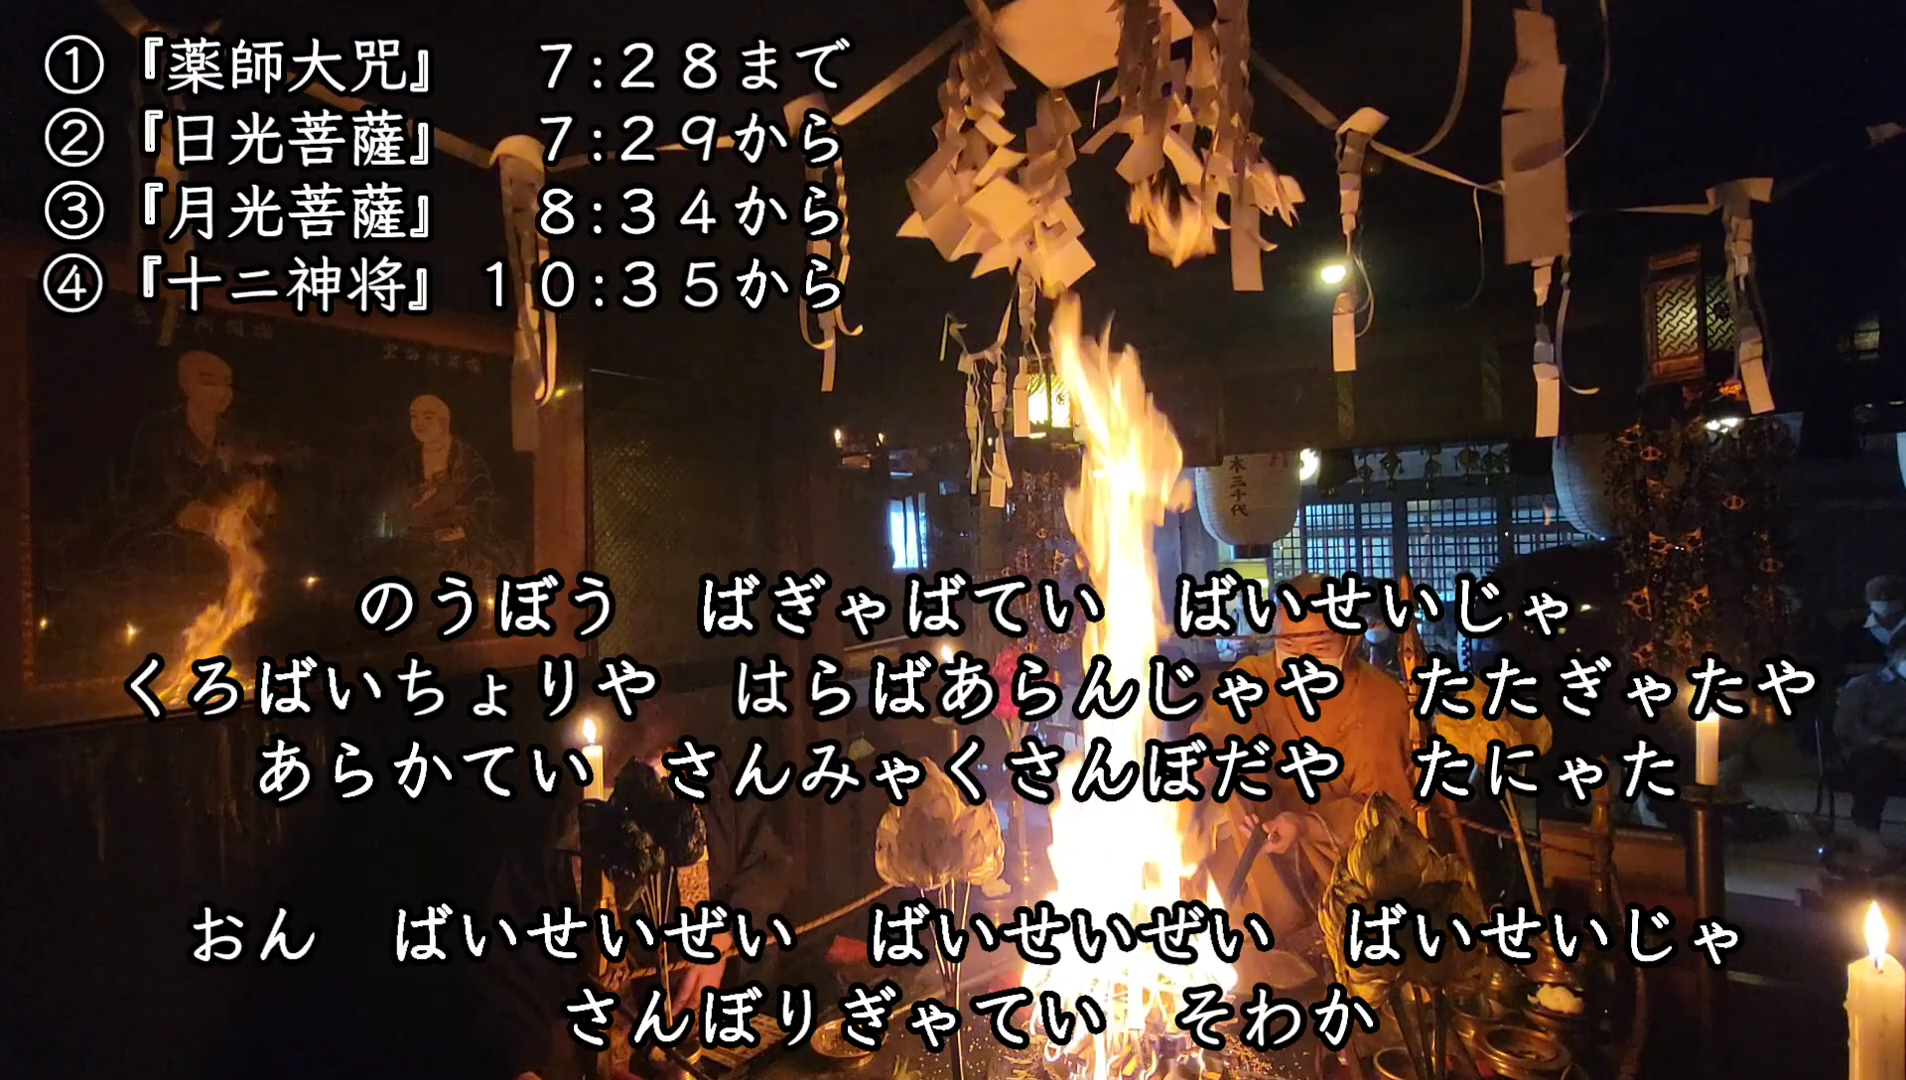 ①『薬師大咒』　７:２８まで
②『日光菩薩』　７:２９から
③『月光菩薩』　８:３４から
④『十二神将』１０:３５から
のうぼう　ばぎゃばてい　ばいせいじゃ
くろばいちょりや　はらばあらんじゃや　たたぎゃたや
あらかてい　さんみゃくさんぼだや　たにゃた
おん　ばいせいぜい　ばいせいぜい　ばいせいじゃ
さんぼりぎゃてい　そわか